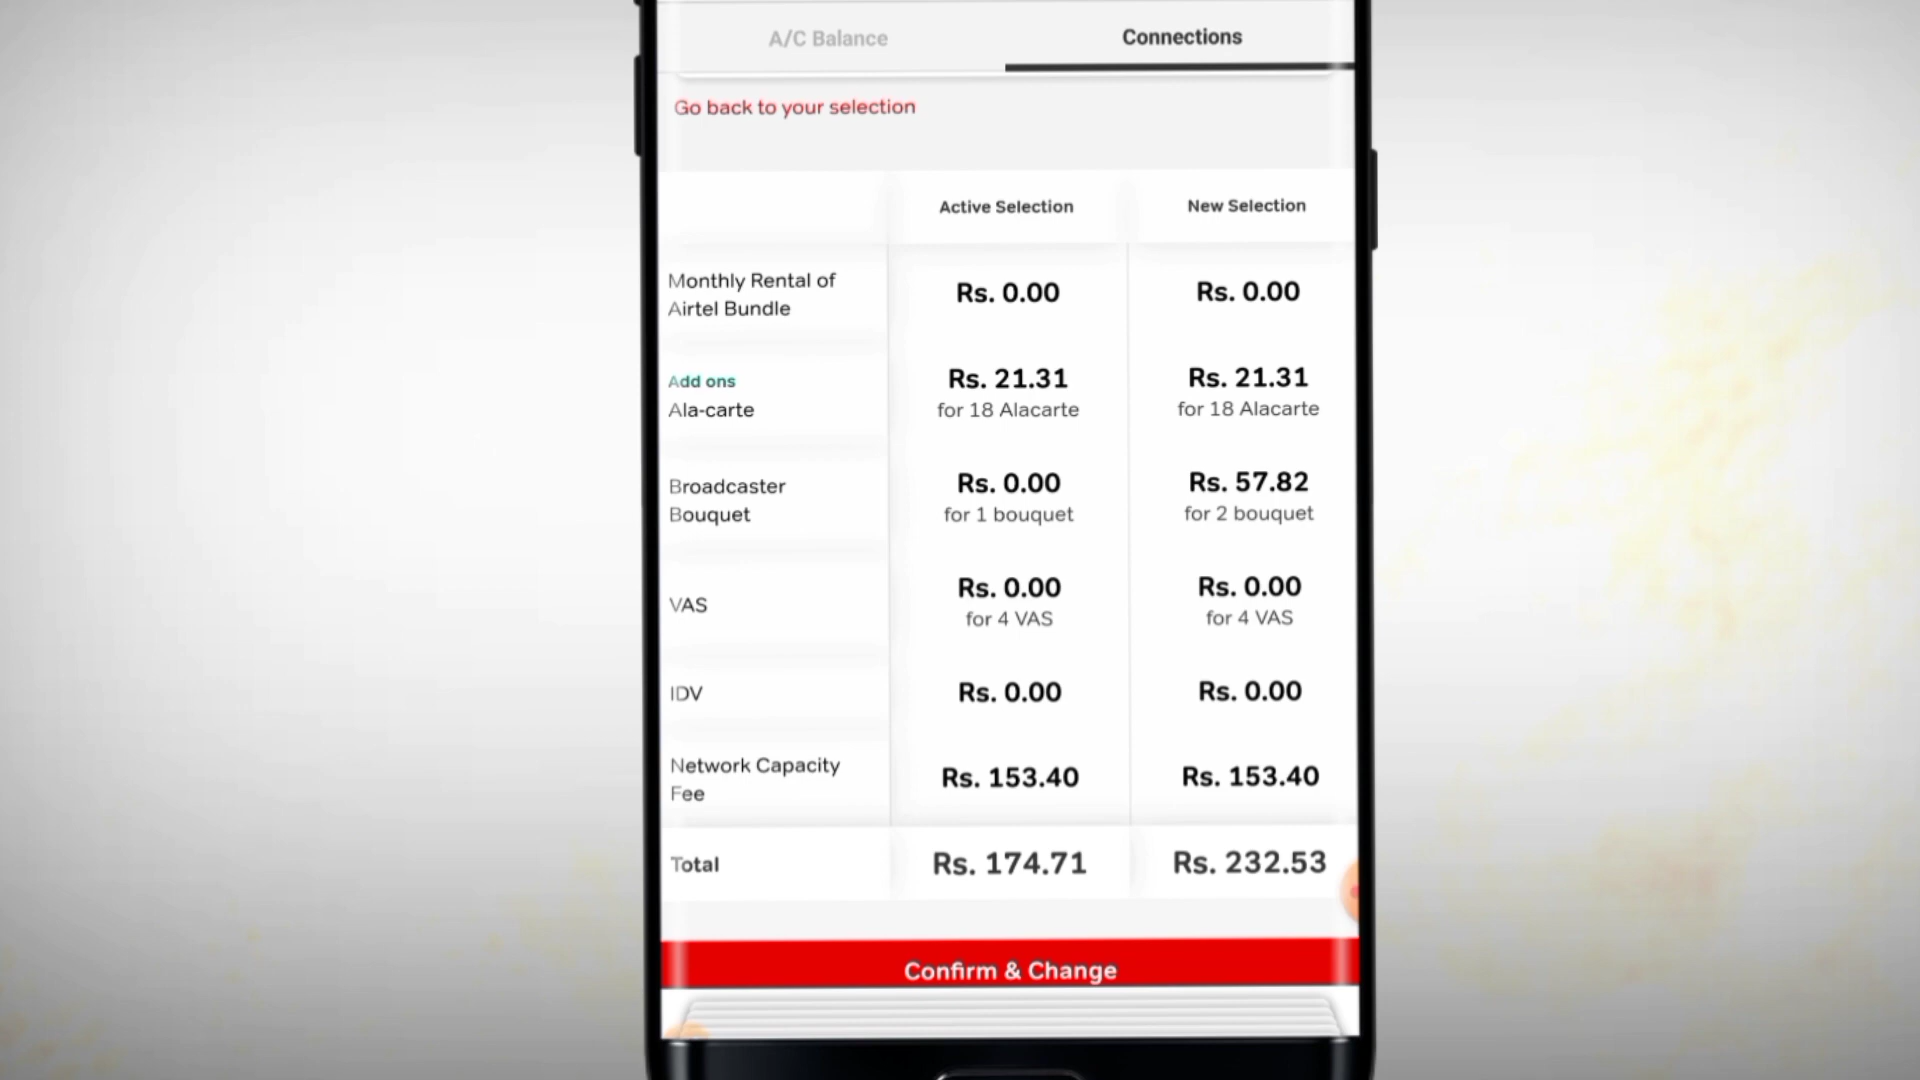 A/C Balance
Connections
Go back to your selection
Active Selection
New Selection
Monthly Rental of
Airtel Bundle
Rs. 0.00
Rs. 0.00
Add ons
Ala-carte
Rs. 21.31
for 18 Alacarte
Rs. 21.31
for 18 Alacarte
Broadcaster
Bouquet
Rs. 0.00
for 1 bouquet
Rs. 57.82
for 2 bouquet
VAS
Rs. 0.00
for 4 VAS
Rs. 0.00
for 4 VAS
IDV
Rs. 0.00
Rs. 0.00
Network Capacity
Fee
Rs. 153.40
Rs. 153.40
Total
Rs. 174.71
Rs. 232.53
Confirm & Change